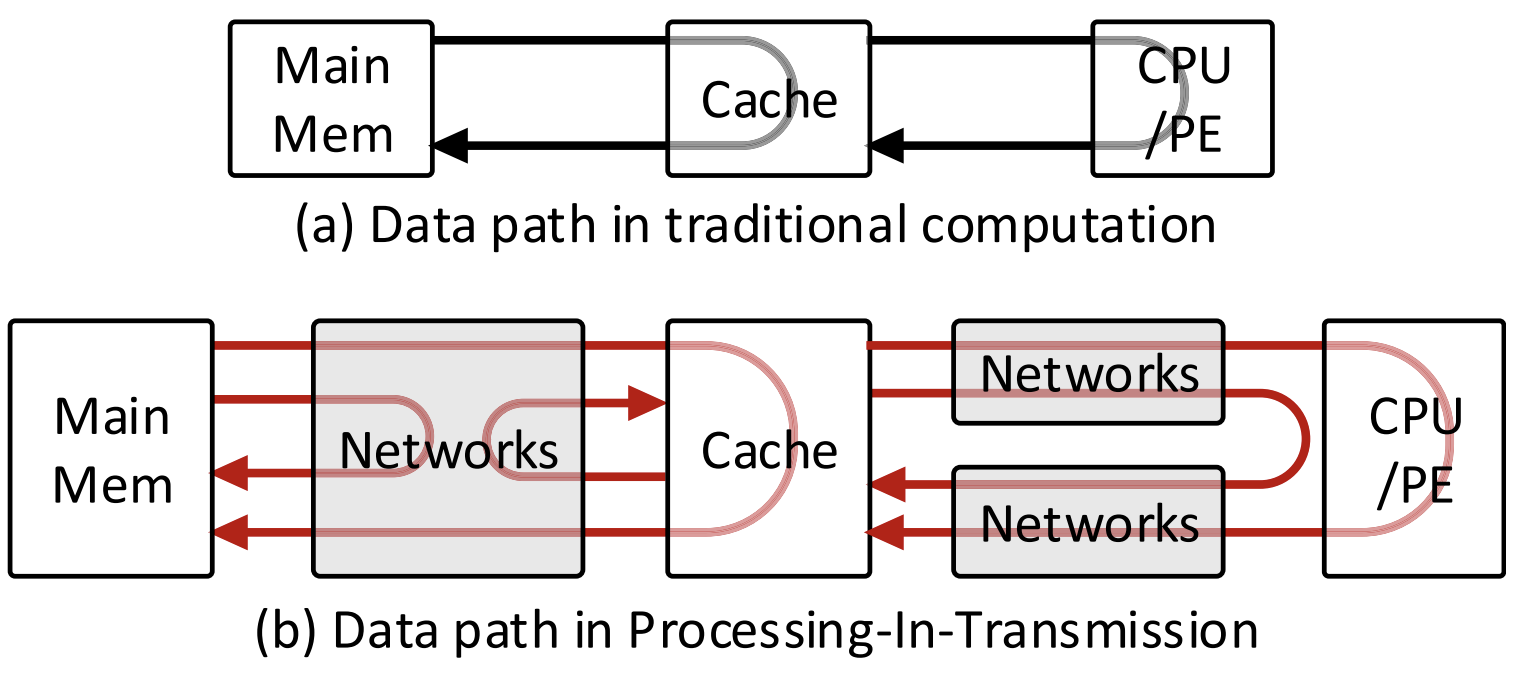 Main
Mem
Cache
CPU
/PE
(a) Data path in traditional computation
Main
Mem
Networks
Cache
Networks
Networks
CPU
/PE
(b) Data path in Processing-In-Transmission